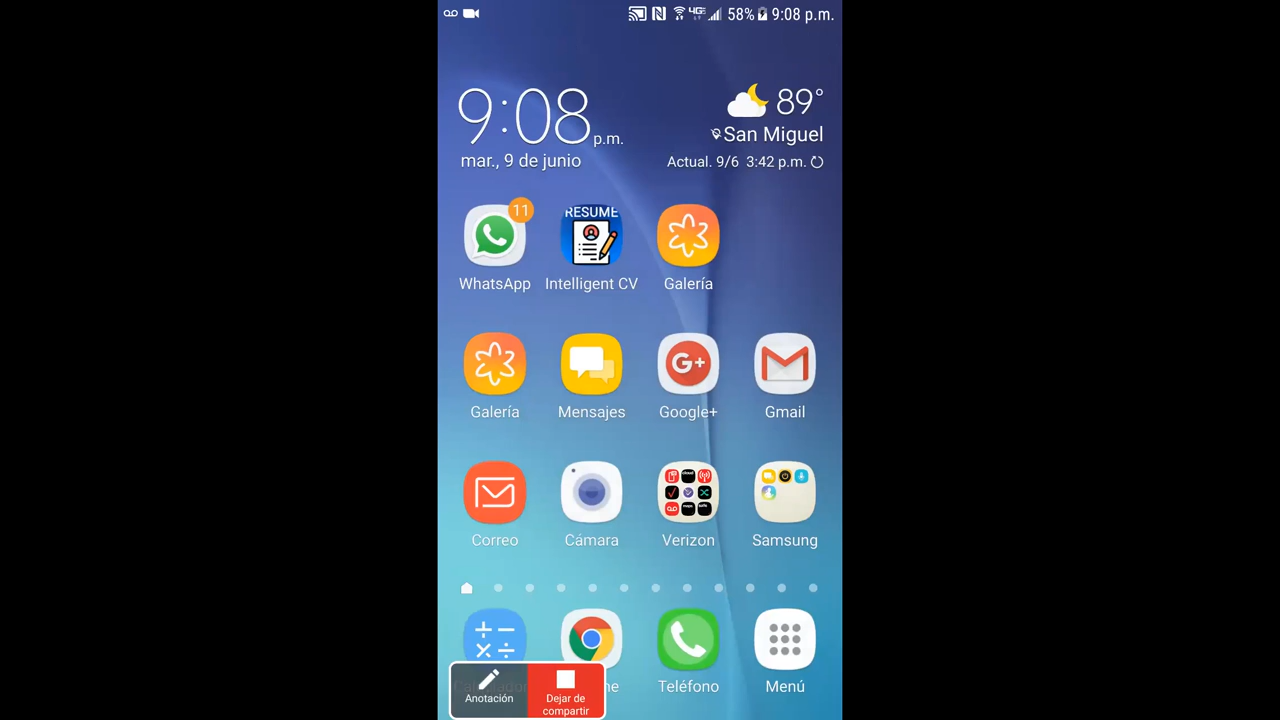 58% 9:08 p.m.
9:08 p.m.
89°
San Miguel
mar., 9 de junio
Actual. 9/6 3:42 p.m.
11
RESUME
WhatsApp
Intelligent CV
Galería
G+
Galería
Mensajes
Google+
Gmail
Correo
Cámara
Verizon
Samsung
Anotación
Dejar de
compartir
Teléfono
Menú